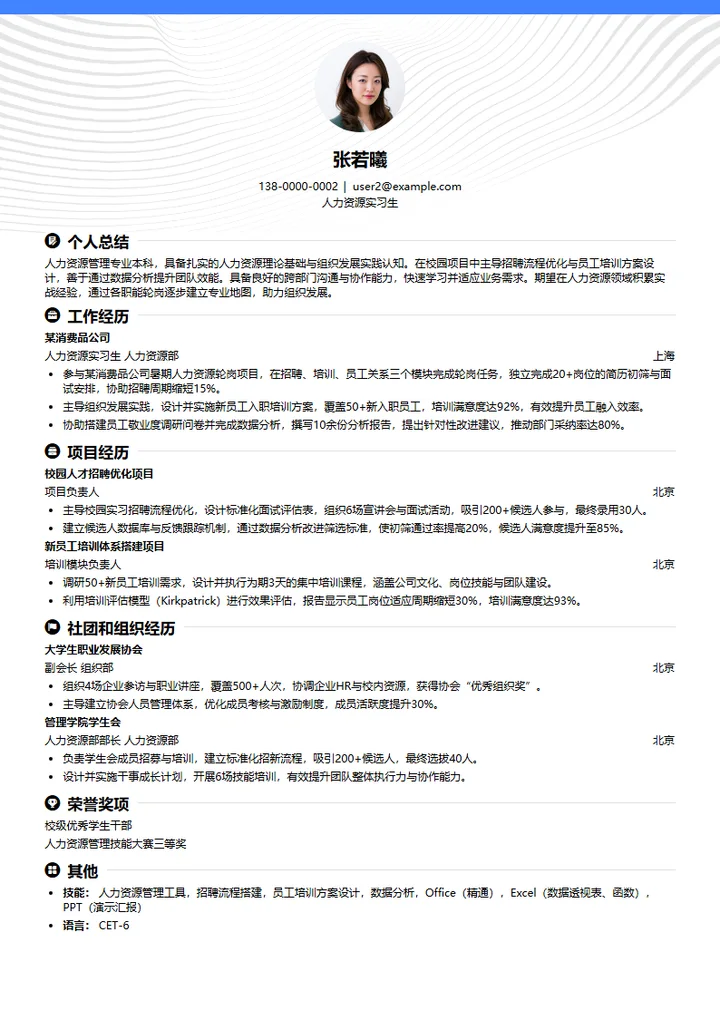 张若曦
138-0000-0002 | user2@example.com
人力资源实习生
个人总结
人力资源管理专业本科，具备扎实的人力资源理论基础与组织发展实践认知。在校园项目中主导招聘流程优化与员工培训方案设
计，善于通过数据分析提升团队效能。具备良好的跨部门沟通与协作能力，快速学习并适应业务需求。期望在人力资源领域积累实
战经验，通过各职能轮岗逐步建立专业地图，助力组织发展。
工作经历
某消费品公司
人力资源实习生 人力资源部 上海
• 参与某消费品公司暑期人力资源轮岗项目，在招聘、培训、员工关系三个模块完成轮岗任务，独立完成20+岗位的简历初筛与面
试安排，协助招聘周期缩短15%。
• 主导组织发展实践，设计并实施新员工入职培训方案，覆盖50+新入职员工，培训满意度达92%，有效提升员工融入效率。
• 协助搭建员工敬业度调研问卷并完成数据分析，撰写10余份分析报告，提出针对性改进建议，推动部门采纳率达80%。
项目经历
校园人才招聘优化项目
项目负责人 北京
• 主导校园实习招聘流程优化，设计标准化面试评估表，组织6场宣讲会与面试活动，吸引200+候选人参与，最终录用30人。
• 建立候选人数据库与反馈跟踪机制，通过数据分析改进筛选标准，使初筛通过率提高20%，候选人满意度提升至85%。
新员工培训体系搭建项目
培训模块负责人 北京
• 调研50+新员工培训需求，设计并执行为期3天的集中培训课程，涵盖公司文化、岗位技能与团队建设。
• 利用培训评估模型（Kirkpatrick）进行效果评估，报告显示员工岗位适应周期缩短30%，培训满意度达93%。
社团和组织经历
大学生职业发展协会
副会长 组织部 北京
• 组织4场企业参访与职业讲座，覆盖500+人次，协调企业HR与校内资源，获得协会“优秀组织奖”。
• 主导建立协会人员管理体系，优化成员考核与激励制度，成员活跃度提升30%。
管理学院学生会
人力资源部部长 人力资源部 北京
• 负责学生会成员招募与培训，建立标准化招新流程，吸引200+候选人，最终选拔40人。
• 设计并实施干事成长计划，开展6场技能培训，有效提升团队整体执行力与协作能力。
荣誉奖项
校级优秀学生干部
人力资源管理技能大赛三等奖
其他
• 技能： 人力资源管理工具，招聘流程搭建，员工培训方案设计，数据分析，Office（精通），Excel（数据透视表、函数），
PPT（演示汇报）
• 语言： CET-6